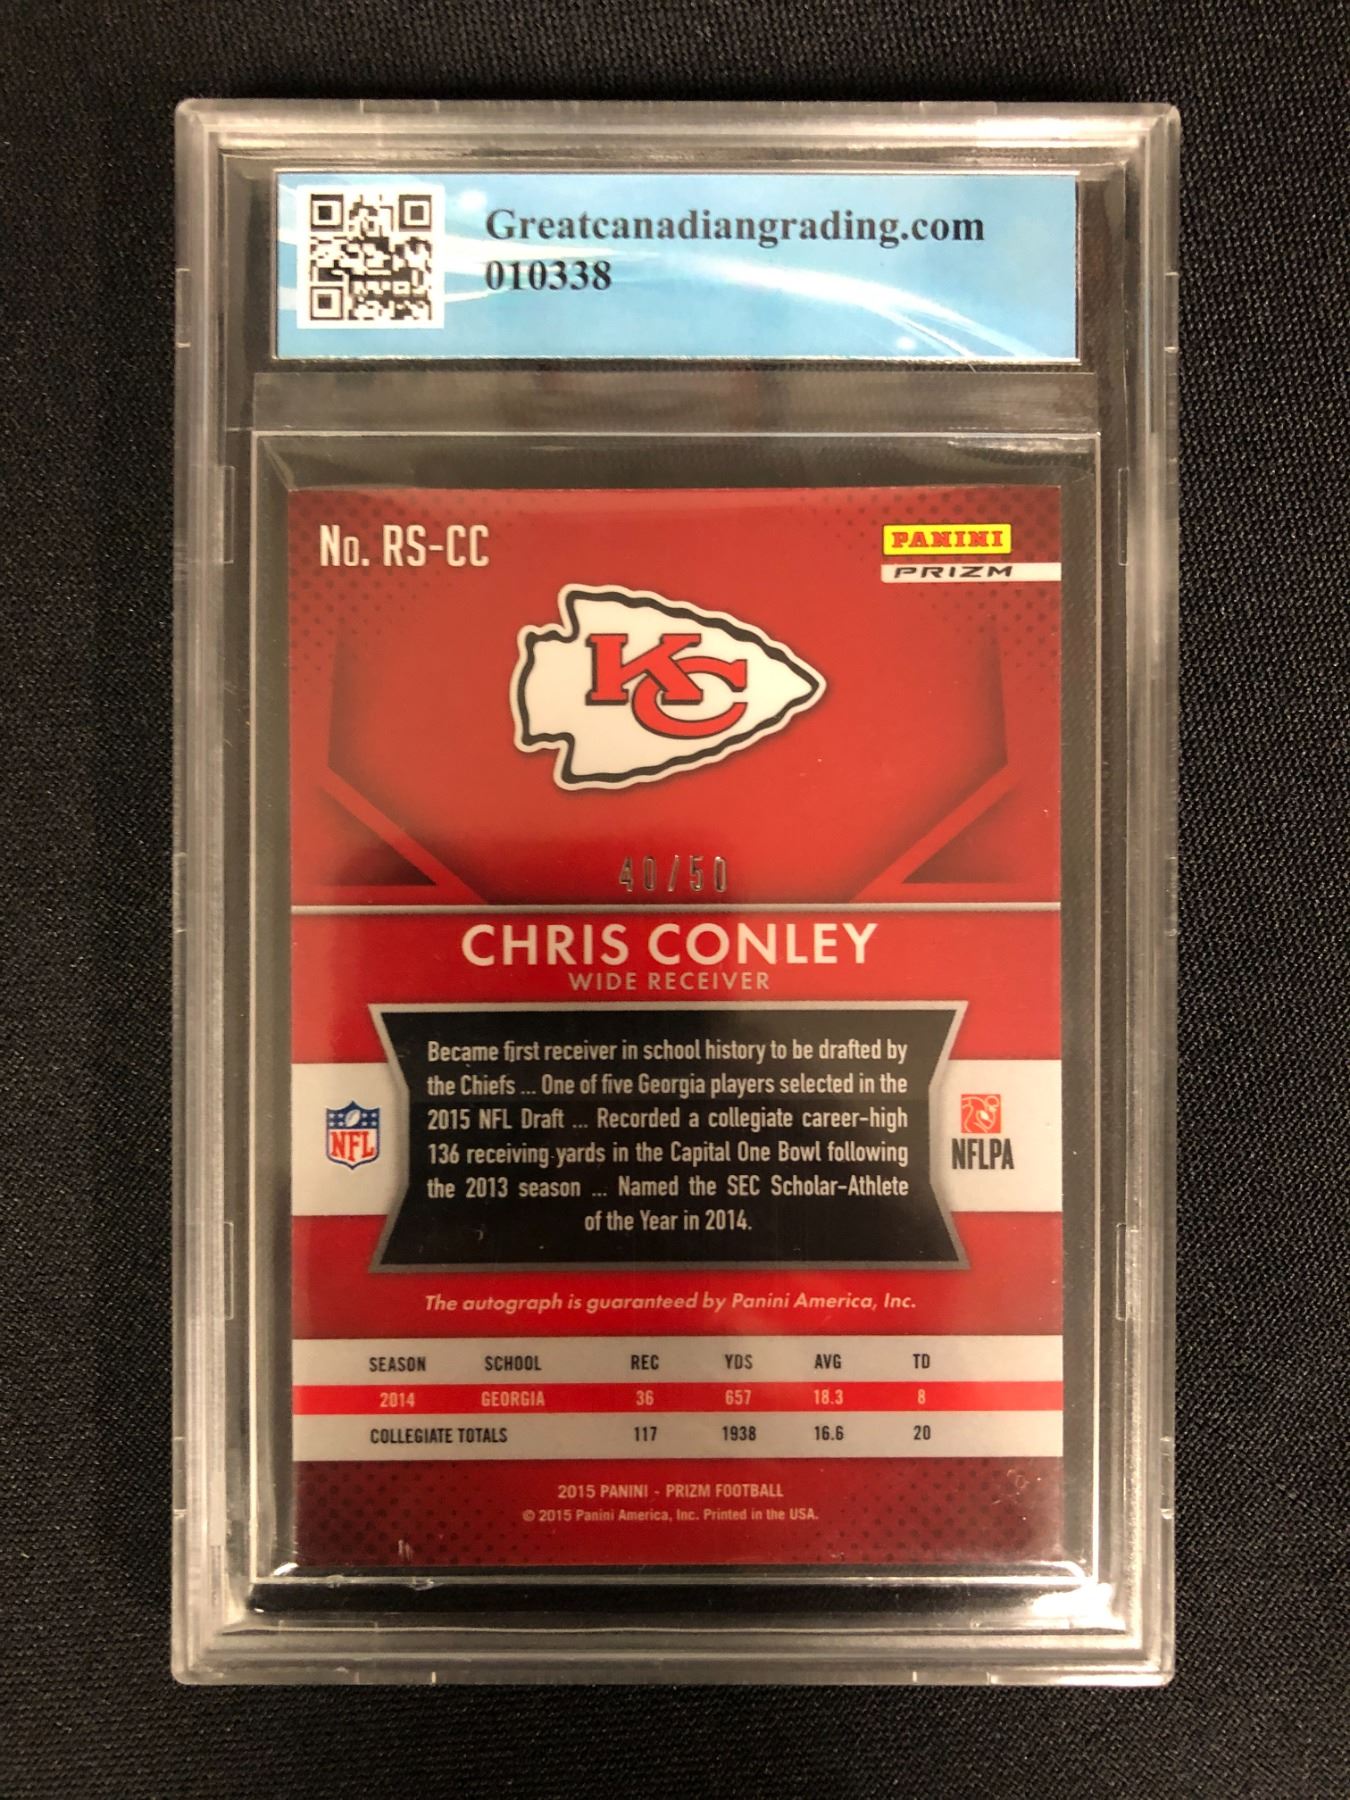 Greatcanadiangrading.com
010338
No. RS-CC
PANINI
PRIZM
KC
40/50
CHRIS CONLEY
WIDE RECEIVER
Became first receiver in school history to be drafted by
the Chiefs ... One of five Georgia players selected in the
2015 NFL Draft ... Recorded a collegiate career-high
136 receiving yards in the Capital One Bowl following
the 2013 season ... Named the SEC Scholar-Athlete
of the Year in 2014.
NFL
NFLPA
The autograph is guaranteed by Panini America, Inc.
SEASON SCHOOL REC YDS AVG TD
2014 GEORGIA 36 657 18.3 8
COLLEGIATE TOTALS 117 1938 16.6 20
2015 PANINI - PRIZM FOOTBALL
© 2015 Panini America, Inc. Printed in the USA.